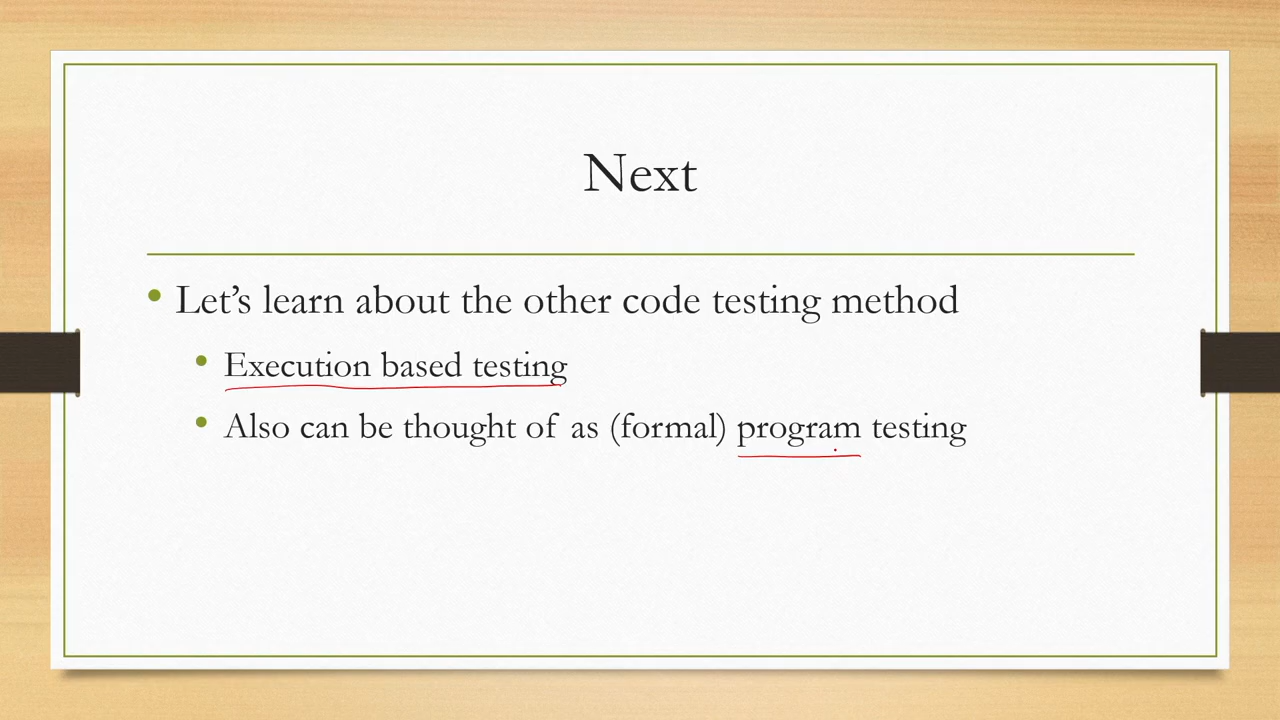 Next
Let's learn about the other code testing method
Execution based testing
Also can be thought of as (formal) program testing